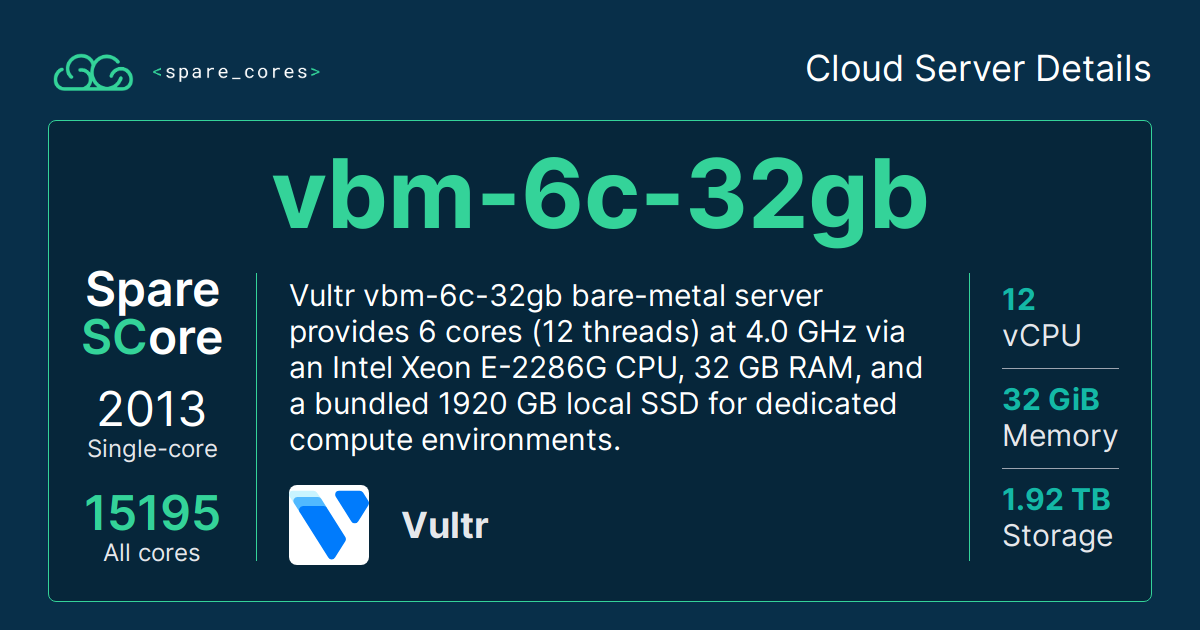 <spare_cores>
Cloud Server Details
vbm-6c-32gb
Spare
SCore
2013
Single-core
15195
All cores
Vultr vbm-6c-32gb bare-metal server
provides 6 cores (12 threads) at 4.0 GHz via
an Intel Xeon E-2286G CPU, 32 GB RAM, and
a bundled 1920 GB local SSD for dedicated
compute environments.
Vultr
12
vCPU
32 GiB
Memory
1.92 TB
Storage